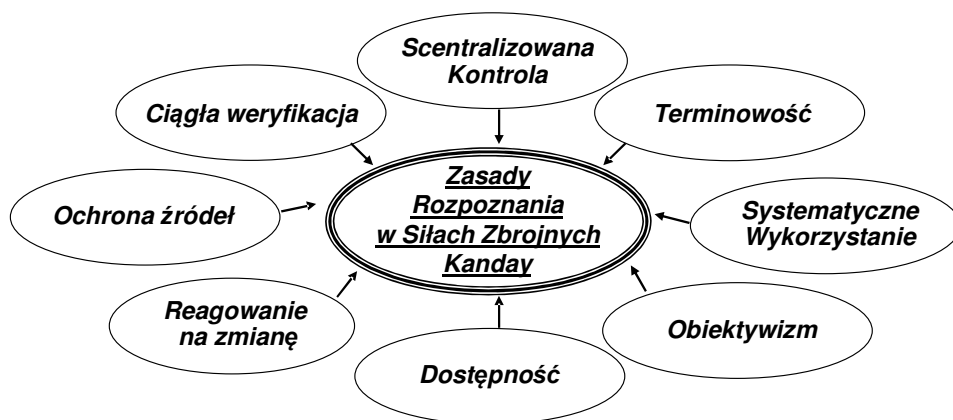 Scentralizowana
Kontrola
Ciągła weryfikacja
Terminowość
Zasady
Rozpoznania
w Siłach Zbrojnych
Kanday
Ochrona źródeł
Systematyczne
Wykorzystanie
Reagowanie
na zmianę
Obiektywizm
Dostępność